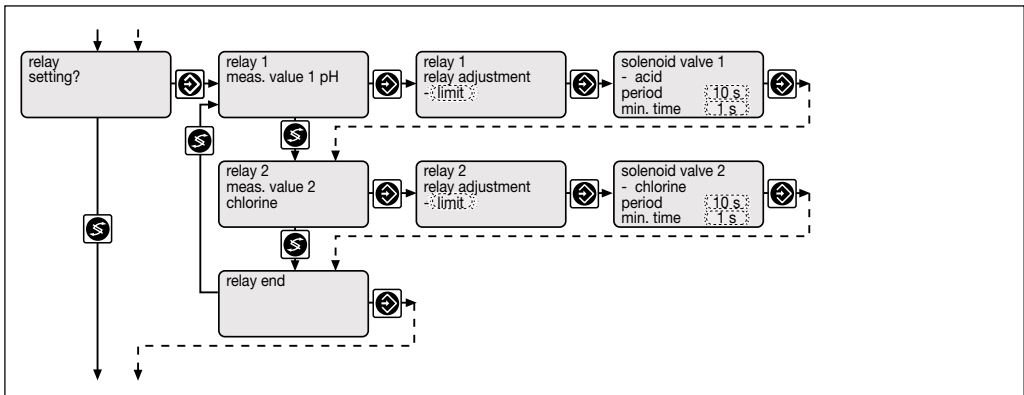 relay
setting?
relay 1
meas. value 1 pH
relay 1
relay adjustment
- limit
solenoid valve 1
- acid
period 10 s
min. time 1 s
relay 2
meas. value 2
chlorine
relay 2
relay adjustment
- limit
solenoid valve 2
- chlorine
period 10 s
min. time 1 s
relay end